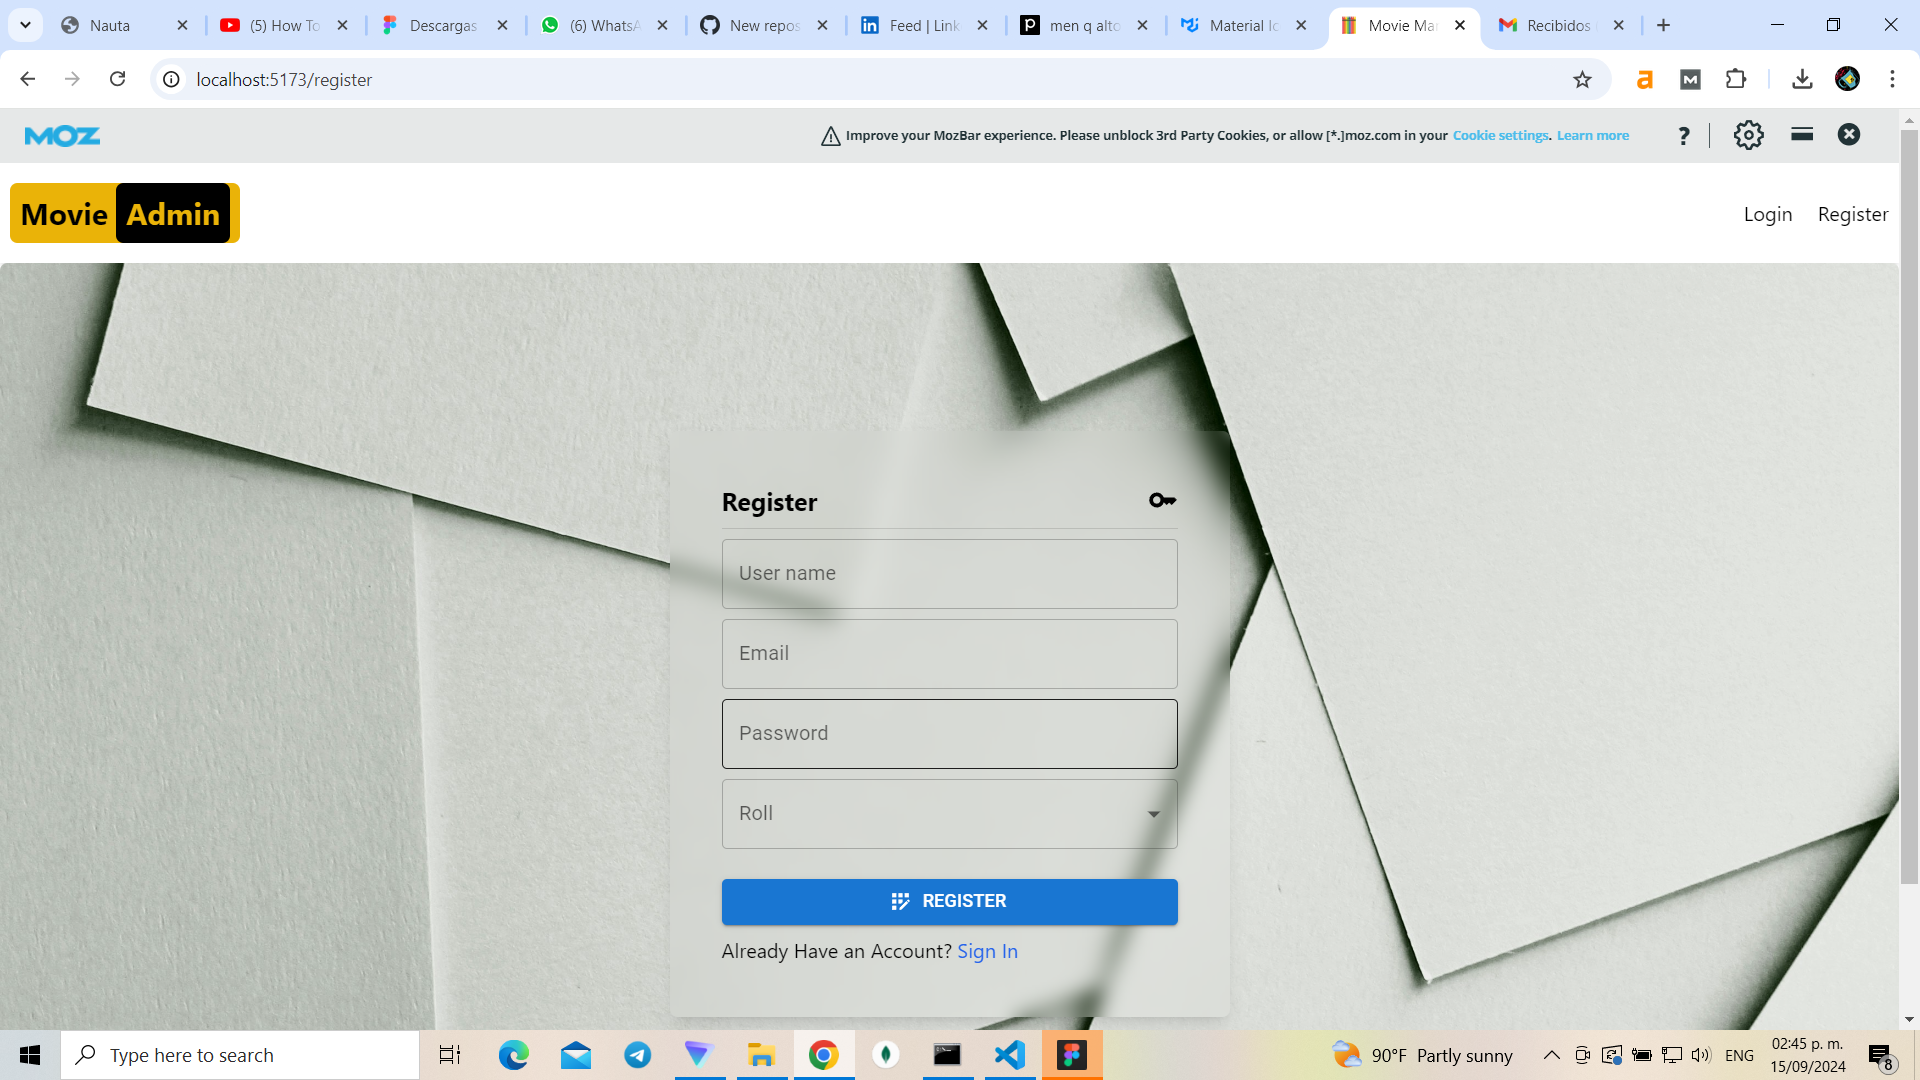 Nauta
(5) How To
Descargas
(6) WhatsA
New repos
Feed | Link
men q alto
Material Ic
Movie Mar
Recibidos
localhost:5173/register
MOZ
Improve your MozBar experience. Please unblock 3rd Party Cookies, or allow [*.]moz.com in your Cookie settings. Learn more
?
Movie Admin
Login
Register
Register
User name
Email
Password
Roll
REGISTER
Already Have an Account? Sign In
Type here to search
90°F Partly sunny
ENG
02:45 p. m.
15/09/2024
8